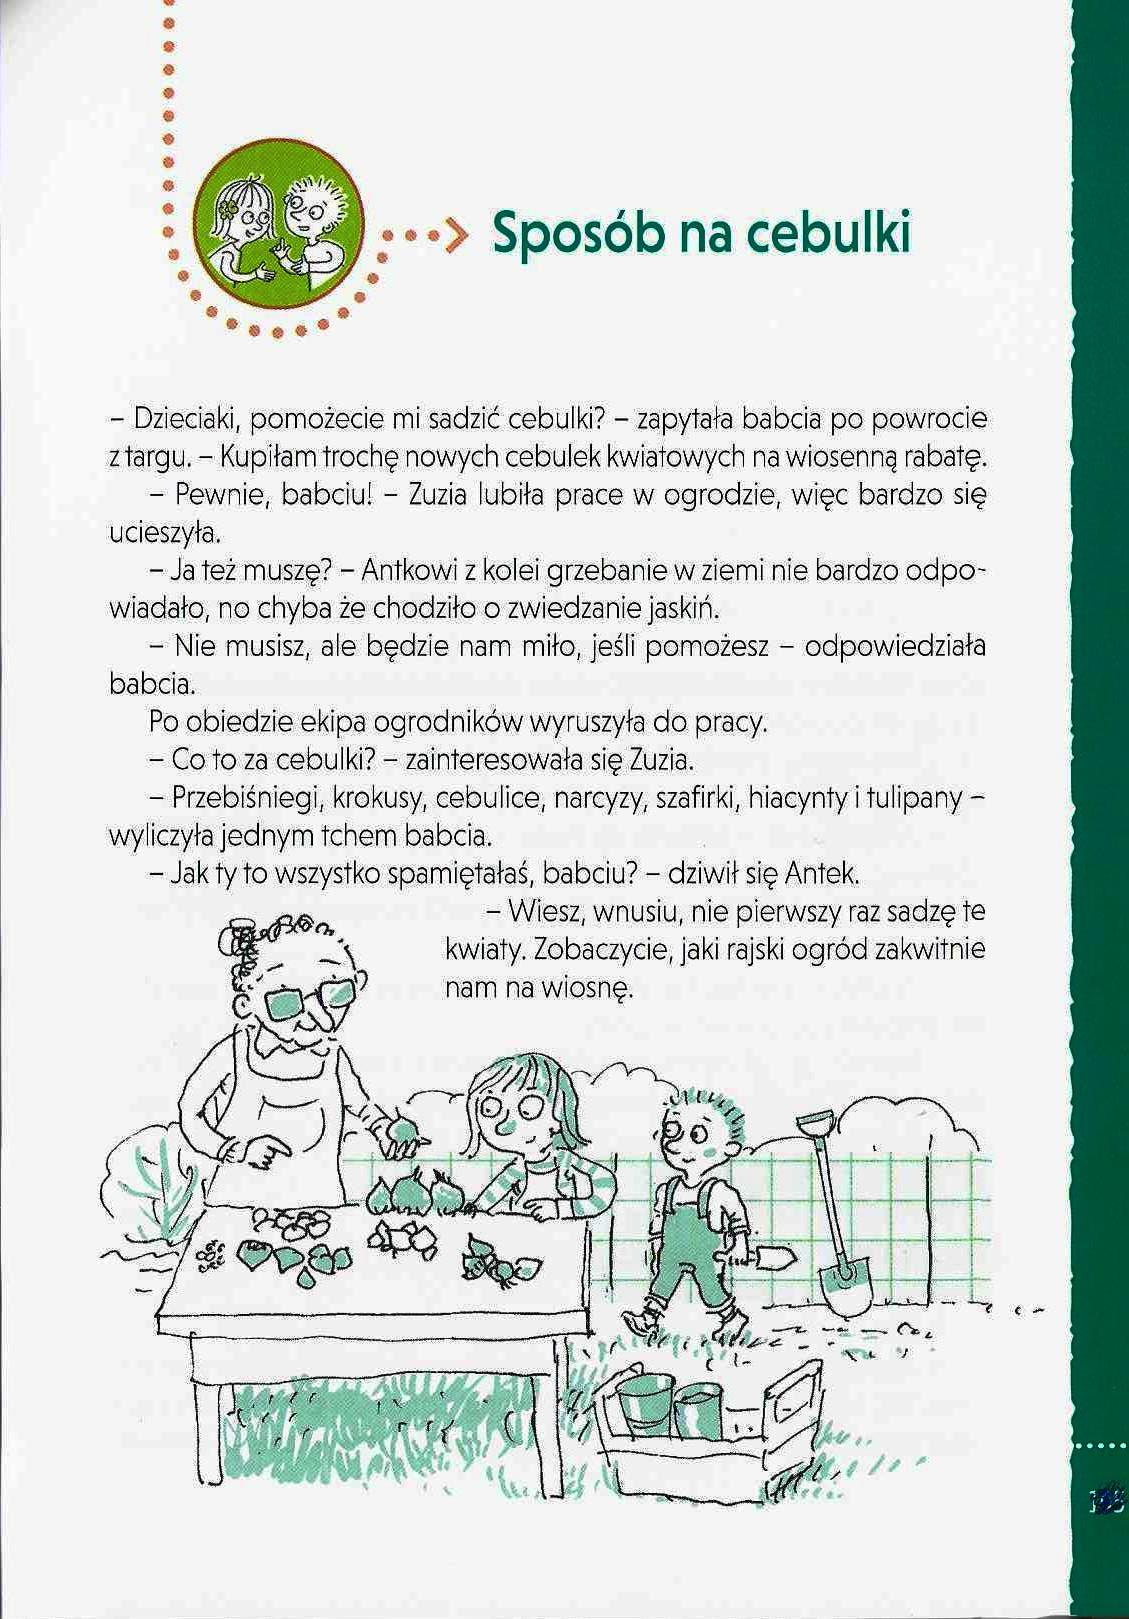 Sposób na cebulki
– Dzieciaki, pomożecie mi sadzić cebulki? – zapytała babcia po powrocie
z targu. – Kupiłam trochę nowych cebulek kwiatowych na wiosenną rabatę.
– Pewnie, babciu! – Zuzia lubiła prace w ogrodzie, więc bardzo się
ucieszyła.
– Ja też muszę? – Antkowi z kolei grzebanie w ziemi nie bardzo odpo-
wiadało, no chyba że chodziło o zwiedzanie jaskiń.
– Nie musisz, ale będzie nam miło, jeśli pomożesz – odpowiedziała
babcia.
Po obiedzie ekipa ogrodników wyruszyła do pracy.
– Co to za cebulki? – zainteresowała się Zuzia.
– Przebiśniegi, krokusy, cebulice, narcyzy, szafirki, hiacynty i tulipany –
wyliczyła jednym tchem babcia.
– Jak ty to wszystko spamiętałaś, babciu? – dziwił się Antek.
– Wiesz, wnusiu, nie pierwszy raz sadzę te
kwiaty. Zobaczycie, jaki rajski ogród zakwitnie
nam na wiosnę.